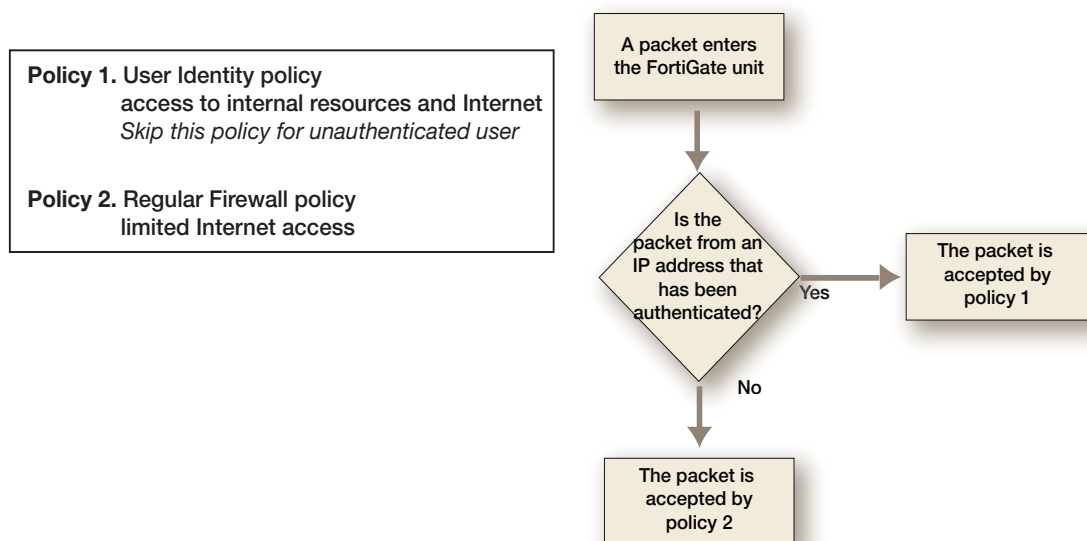 Policy 1. User Identity policy
access to internal resources and Internet
Skip this policy for unauthenticated user
Policy 2. Regular Firewall policy
limited Internet access
A packet enters
the FortiGate unit
Is the
packet from an
IP address that
has been
authenticated?
Yes
The packet is
accepted by
policy 1
No
The packet is
accepted by
policy 2